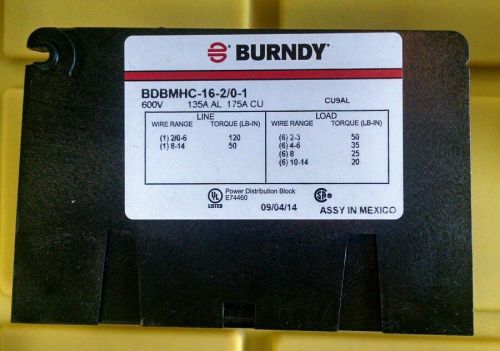 BURNDY®
BDBMHC-16-2/0-1
600V 135A AL 175A CU CU9AL
LINE LOAD
WIRE RANGE TORQUE (LB-IN) WIRE RANGE TORQUE (LB-IN)
(1) 2/0-6 120 (6) 2-3 50
(1) 8-14 50 (6) 4-6 35
(6) 8 25
(6) 10-14 20
UL LISTED Power Distribution Block
E74460
09/04/14 ASSY IN MEXICO